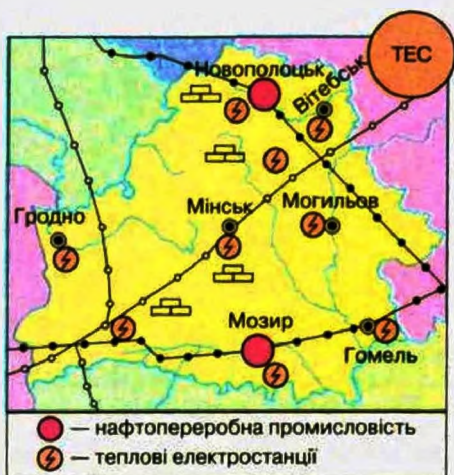 ТЕС
Новополоцьк
Вітебськ
Гродно
Мінськ
Могильов
Мозир
Гомель
— нафтопереробна промисловість
— теплові електростанції